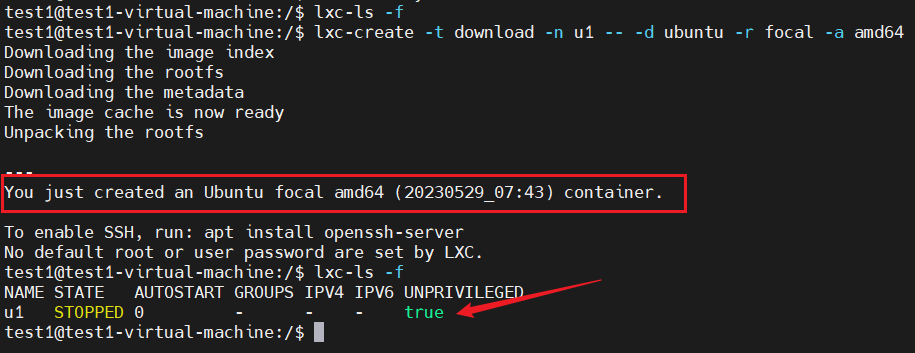 test1@test1-virtual-machine:/$ lxc-ls -f
test1@test1-virtual-machine:/$ lxc-create -t download -n u1 -- -d ubuntu -r focal -a amd64
Downloading the image index
Downloading the rootfs
Downloading the metadata
The image cache is now ready
Unpacking the rootfs
---
You just created an Ubuntu focal amd64 (20230529_07:43) container.
To enable SSH, run: apt install openssh-server
No default root or user password are set by LXC.
test1@test1-virtual-machine:/$ lxc-ls -f
NAME STATE   AUTOSTART GROUPS IPV4 IPV6 UNPRIVILEGED
u1   STOPPED 0         -      -    -    true
test1@test1-virtual-machine:/$